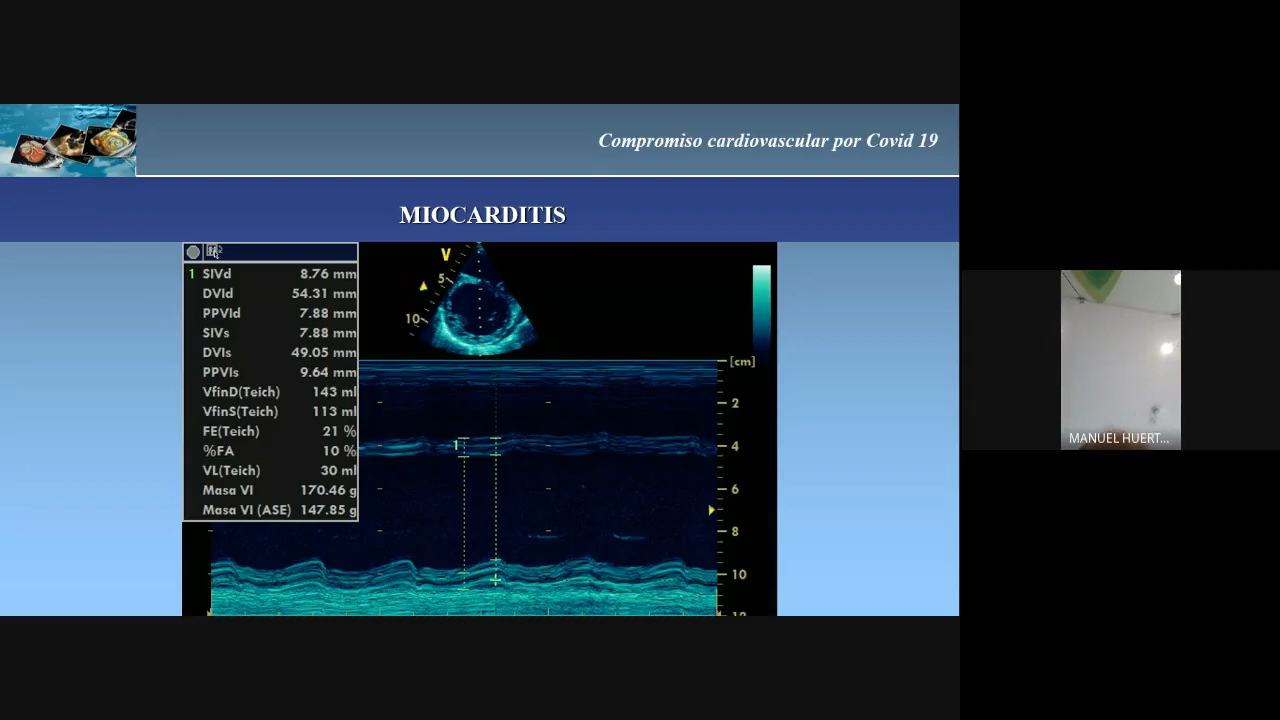 Compromiso cardiovascular por Covid 19
MIOCARDITIS
1 SIVd 8.76 mm
DVId 54.31 mm
PPVId 7.88 mm
SIVs 7.88 mm
DVIs 49.05 mm
PPVIs 9.64 mm
VfinD(Teich) 143 ml
VfinS(Teich) 113 ml
FE(Teich) 21 %
%FA 10 %
VL(Teich) 30 ml
Masa VI 170.46 g
Masa VI (ASE) 147.85 g
V
5
10
[cm]
2
4
1
6
8
10
12
MANUEL HUERT...